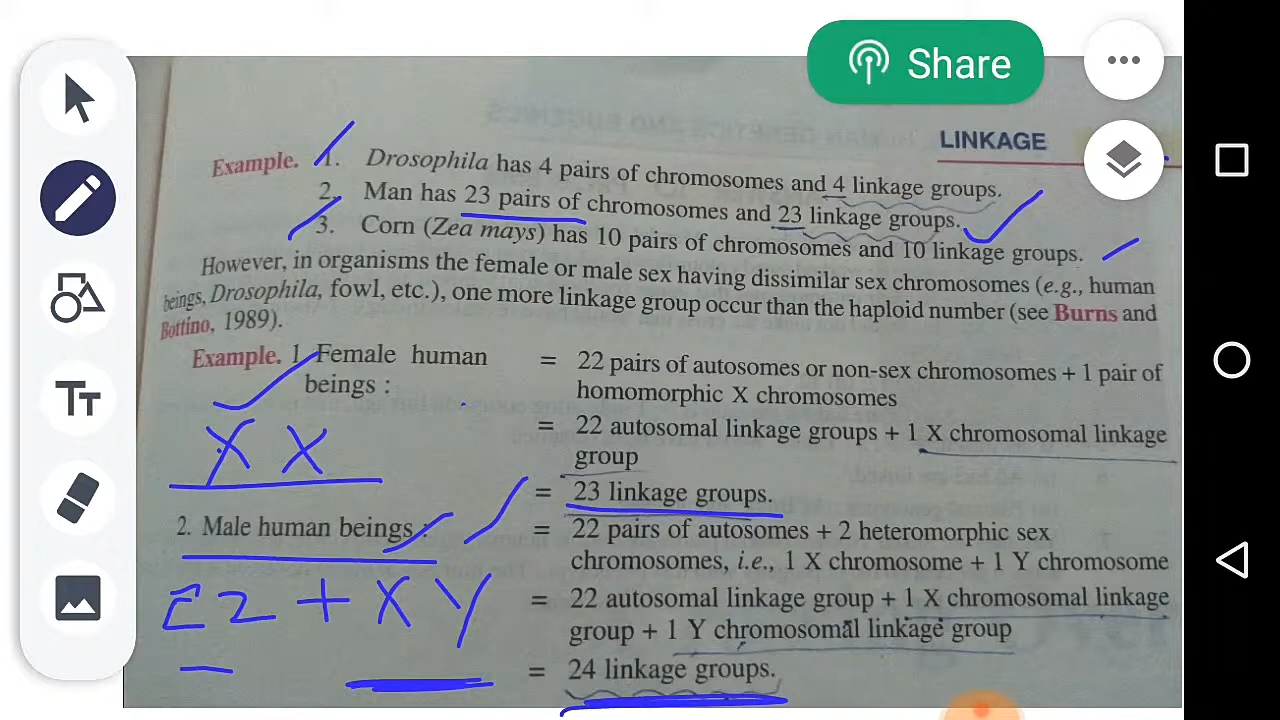 Share
LINKAGE
Example. 1. Drosophila has 4 pairs of chromosomes and 4 linkage groups.
2. Man has 23 pairs of chromosomes and 23 linkage groups.
3. Corn (Zea mays) has 10 pairs of chromosomes and 10 linkage groups.
However, in organisms the female or male sex having dissimilar sex chromosomes (e.g., human
beings, Drosophila, fowl, etc.), one more linkage group occur than the haploid number (see Burns and
Bottino, 1989).
Example. 1. Female human = 22 pairs of autosomes or non-sex chromosomes + 1 pair of
beings : homomorphic X chromosomes
= 22 autosomal linkage groups + 1 X chromosomal linkage
group
X X
= 23 linkage groups.
2. Male human beings : = 22 pairs of autosomes + 2 heteromorphic sex
chromosomes, i.e., 1 X chromosome + 1 Y chromosome
22 + X Y
= 22 autosomal linkage group + 1 X chromosomal linkage
group + 1 Y chromosomal linkage group
= 24 linkage groups.
TT